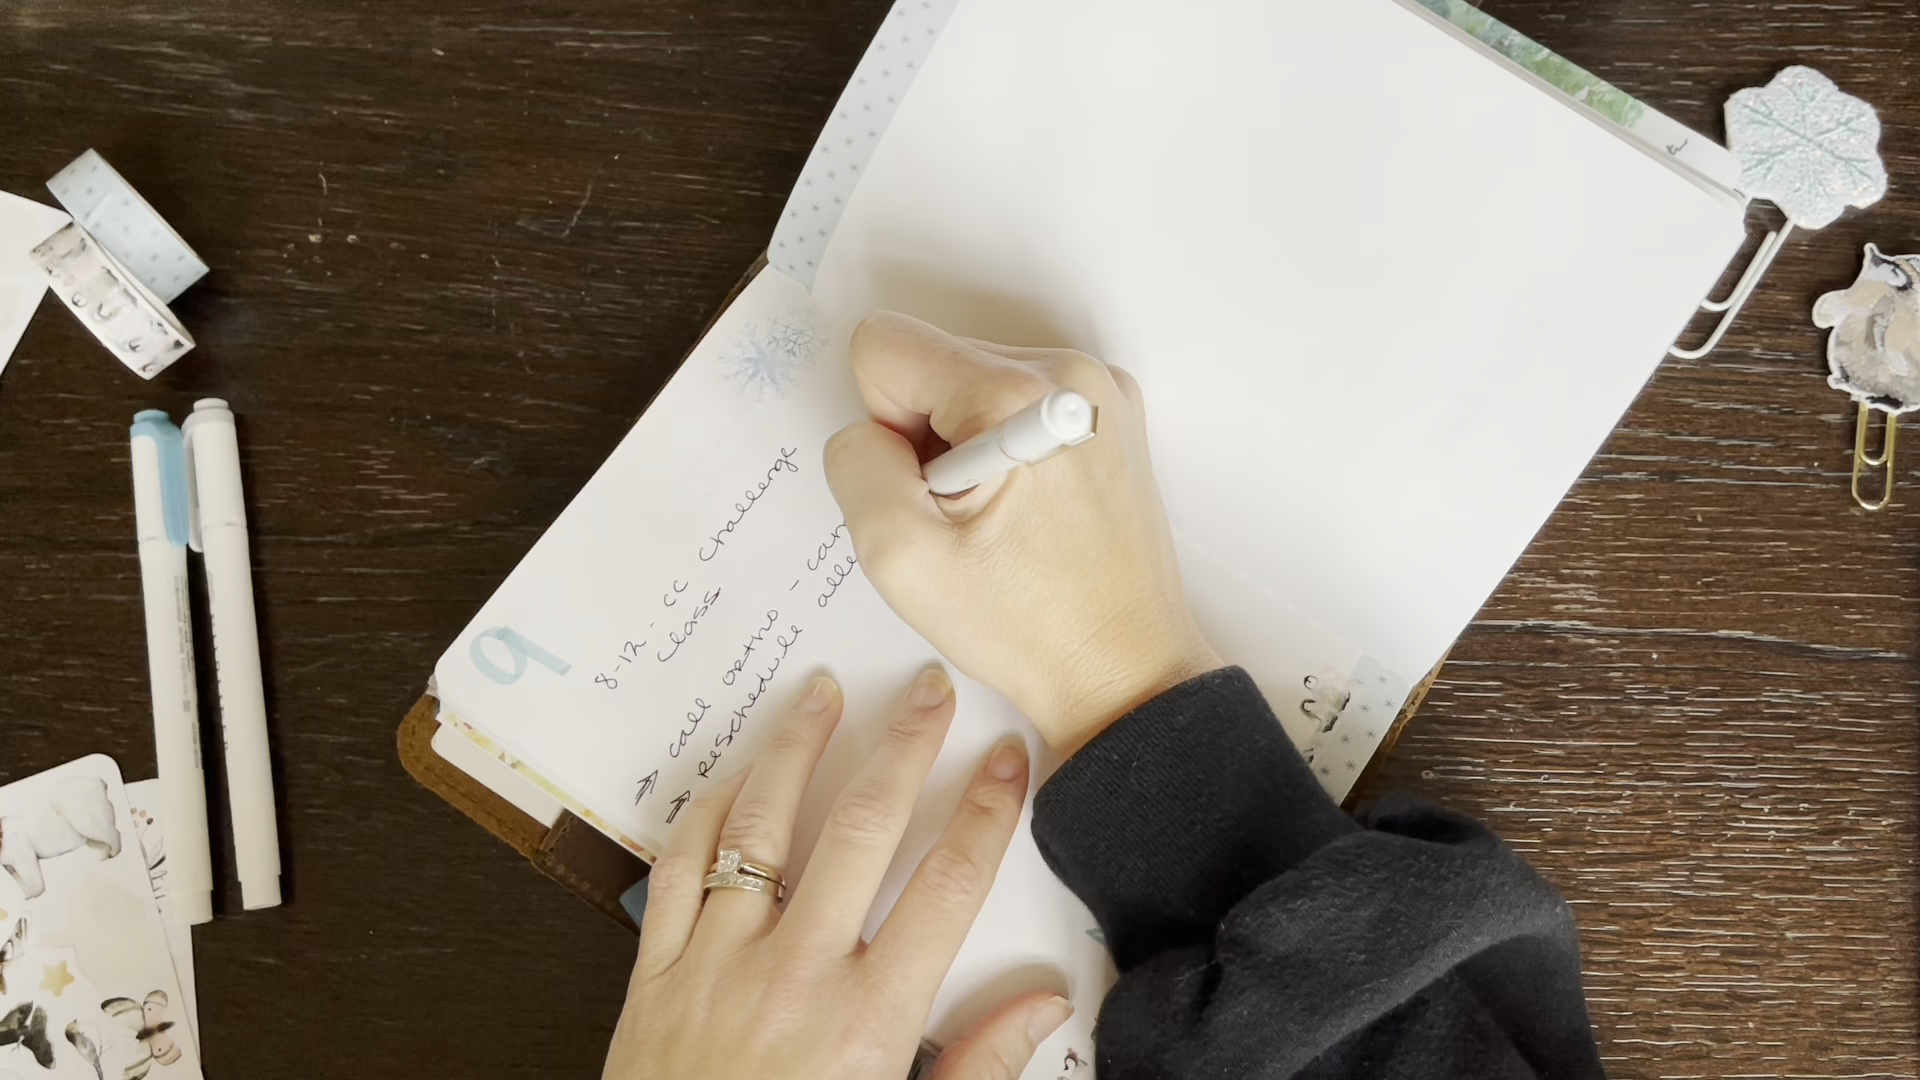 9
8-12 - CC Challenge
Class
call ortho -
Reschedule